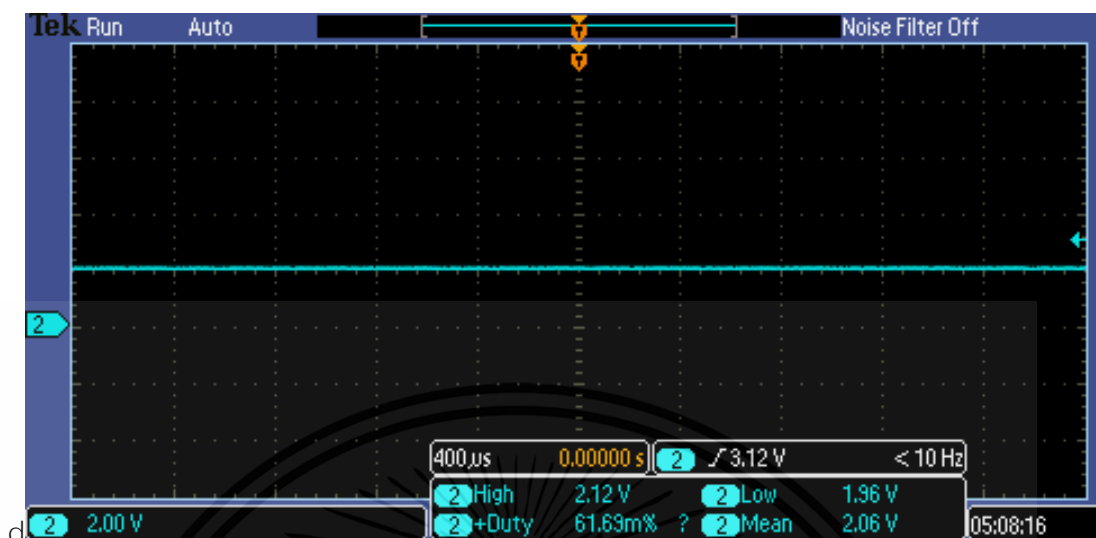 Tek Run Auto Noise Filter Off
T
T
2
400µs 0.00000 s 2 3.12 V < 10 Hz
2 High 2.12 V 2 Low 1.96 V
2 +Duty 61.69m% ? 2 Mean 2.06 V
d 2 2.00 V 05:08:16